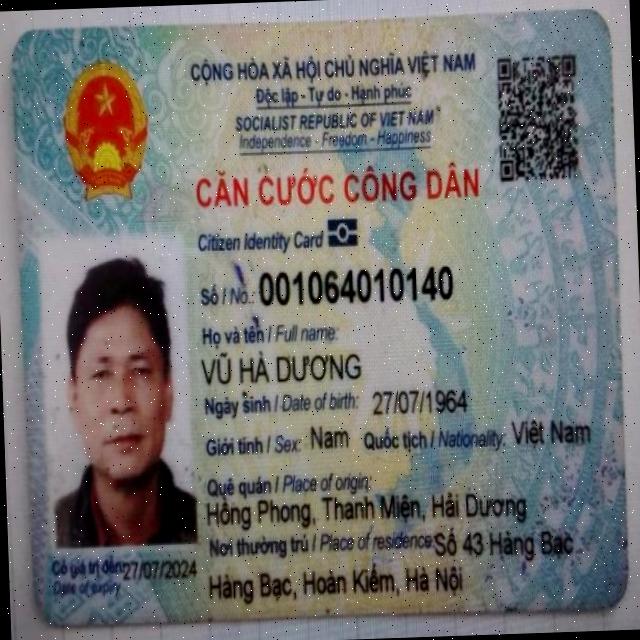 CỘNG HÒA XÃ HỘI CHỦ NGHĨA VIỆT NAM
Độc lập - Tự do - Hạnh phúc
SOCIALIST REPUBLIC OF VIET NAM
Independence - Freedom - Happiness
CĂN CƯỚC CÔNG DÂN
Citizen Identity Card
Số / No.: 001064010140
Họ và tên / Full name:
VŨ HÀ DƯƠNG
Ngày sinh / Date of birth: 27/07/1964
Giới tính / Sex: Nam Quốc tịch / Nationality: Việt Nam
Quê quán / Place of origin:
Hồng Phong, Thanh Miện, Hải Dương
Nơi thường trú / Place of residence: Số 43 Hàng Bạc
Hàng Bạc, Hoàn Kiếm, Hà Nội
Có giá trị đến: 27/07/2024
Date of expiry